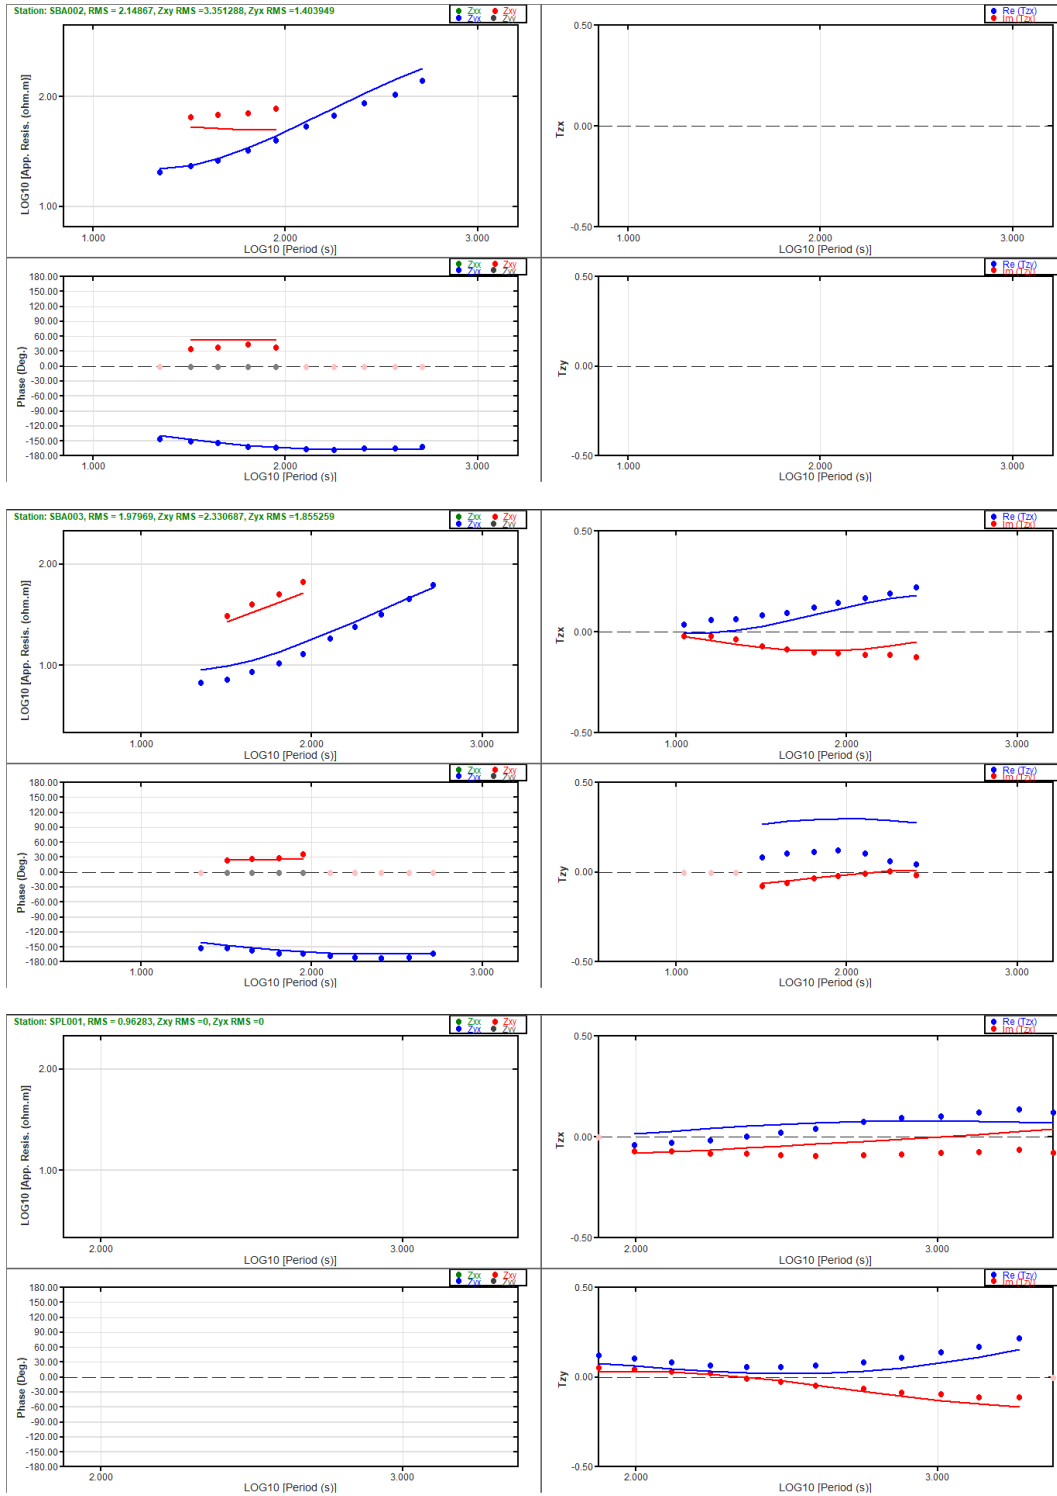 Station: SBA002, RMS = 2.14867, Zxy RMS =3.351288, Zyx RMS =1.403949
Zxx Zxy
Zyx Zyy
LOG10 [App. Resis. (ohm.m)]
2.00
1.00
1.000 2.000 3.000
LOG10 [Period (s)]
Re (Tzx)
Im (Tzx)
Tzx
0.50
0.00
-0.50
1.000 2.000 3.000
LOG10 [Period (s)]
Zxx Zxy
Zyx Zyy
Phase (Deg.)
180.00
150.00
120.00
90.00
60.00
30.00
0.00
-30.00
-60.00
-90.00
-120.00
-150.00
-180.00
1.000 2.000 3.000
LOG10 [Period (s)]
Re (Tzy)
Im (Tzy)
Tzy
0.50
0.00
-0.50
1.000 2.000 3.000
LOG10 [Period (s)]
Station: SBA003, RMS = 1.97969, Zxy RMS =2.330687, Zyx RMS =1.855259
Zxx Zxy
Zyx Zyy
LOG10 [App. Resis. (ohm.m)]
2.00
1.00
1.000 2.000 3.000
LOG10 [Period (s)]
Re (Tzx)
Im (Tzx)
Tzx
0.50
0.00
-0.50
1.000 2.000 3.000
LOG10 [Period (s)]
Zxx Zxy
Zyx Zyy
Phase (Deg.)
180.00
150.00
120.00
90.00
60.00
30.00
0.00
-30.00
-60.00
-90.00
-120.00
-150.00
-180.00
1.000 2.000 3.000
LOG10 [Period (s)]
Re (Tzy)
Im (Tzy)
Tzy
0.50
0.00
-0.50
1.000 2.000 3.000
LOG10 [Period (s)]
Station: SPL001, RMS = 0.96283, Zxy RMS =0, Zyx RMS =0
Zxx Zxy
Zyx Zyy
LOG10 [App. Resis. (ohm.m)]
2.00
1.00
2.000 3.000
LOG10 [Period (s)]
Re (Tzx)
Im (Tzx)
Tzx
0.50
0.00
-0.50
2.000 3.000
LOG10 [Period (s)]
Zxx Zxy
Zyx Zyy
Phase (Deg.)
180.00
150.00
120.00
90.00
60.00
30.00
0.00
-30.00
-60.00
-90.00
-120.00
-150.00
-180.00
2.000 3.000
LOG10 [Period (s)]
Re (Tzy)
Im (Tzy)
Tzy
0.50
0.00
-0.50
2.000 3.000
LOG10 [Period (s)]